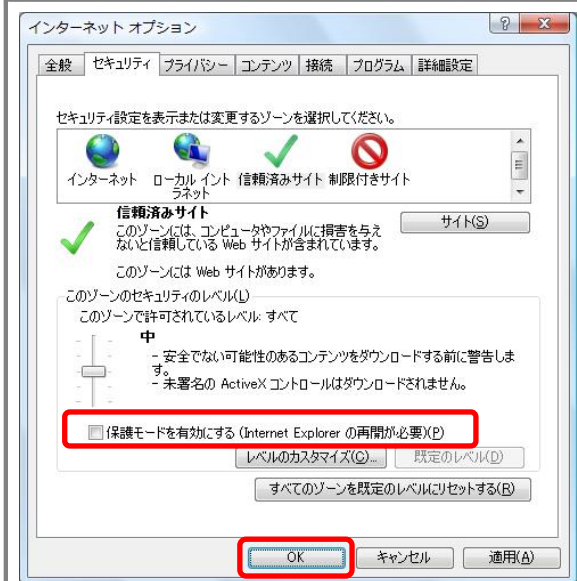 インターネット オプション
全般 セキュリティ プライバシー コンテンツ 接続 プログラム 詳細設定
セキュリティ設定を表示または変更するゾーンを選択してください。
インターネット ローカル イントラネット 信頼済みサイト 制限付きサイト
信頼済みサイト
このゾーンには、コンピュータやファイルに損害を与え
ないと信頼している Web サイトが含まれています。
サイト(S)
このゾーンには Web サイトがあります。
このゾーンのセキュリティのレベル(L)
このゾーンで許可されているレベル: すべて
中
- 安全でない可能性のあるコンテンツをダウンロードする前に警告しま
す。
- 未署名の ActiveX コントロールはダウンロードされません。
保護モードを有効にする (Internet Explorer の再開が必要)(P)
レベルのカスタマイズ(C)... 既定のレベル(D)
すべてのゾーンを既定のレベルにリセットする(R)
OK キャンセル 適用(A)